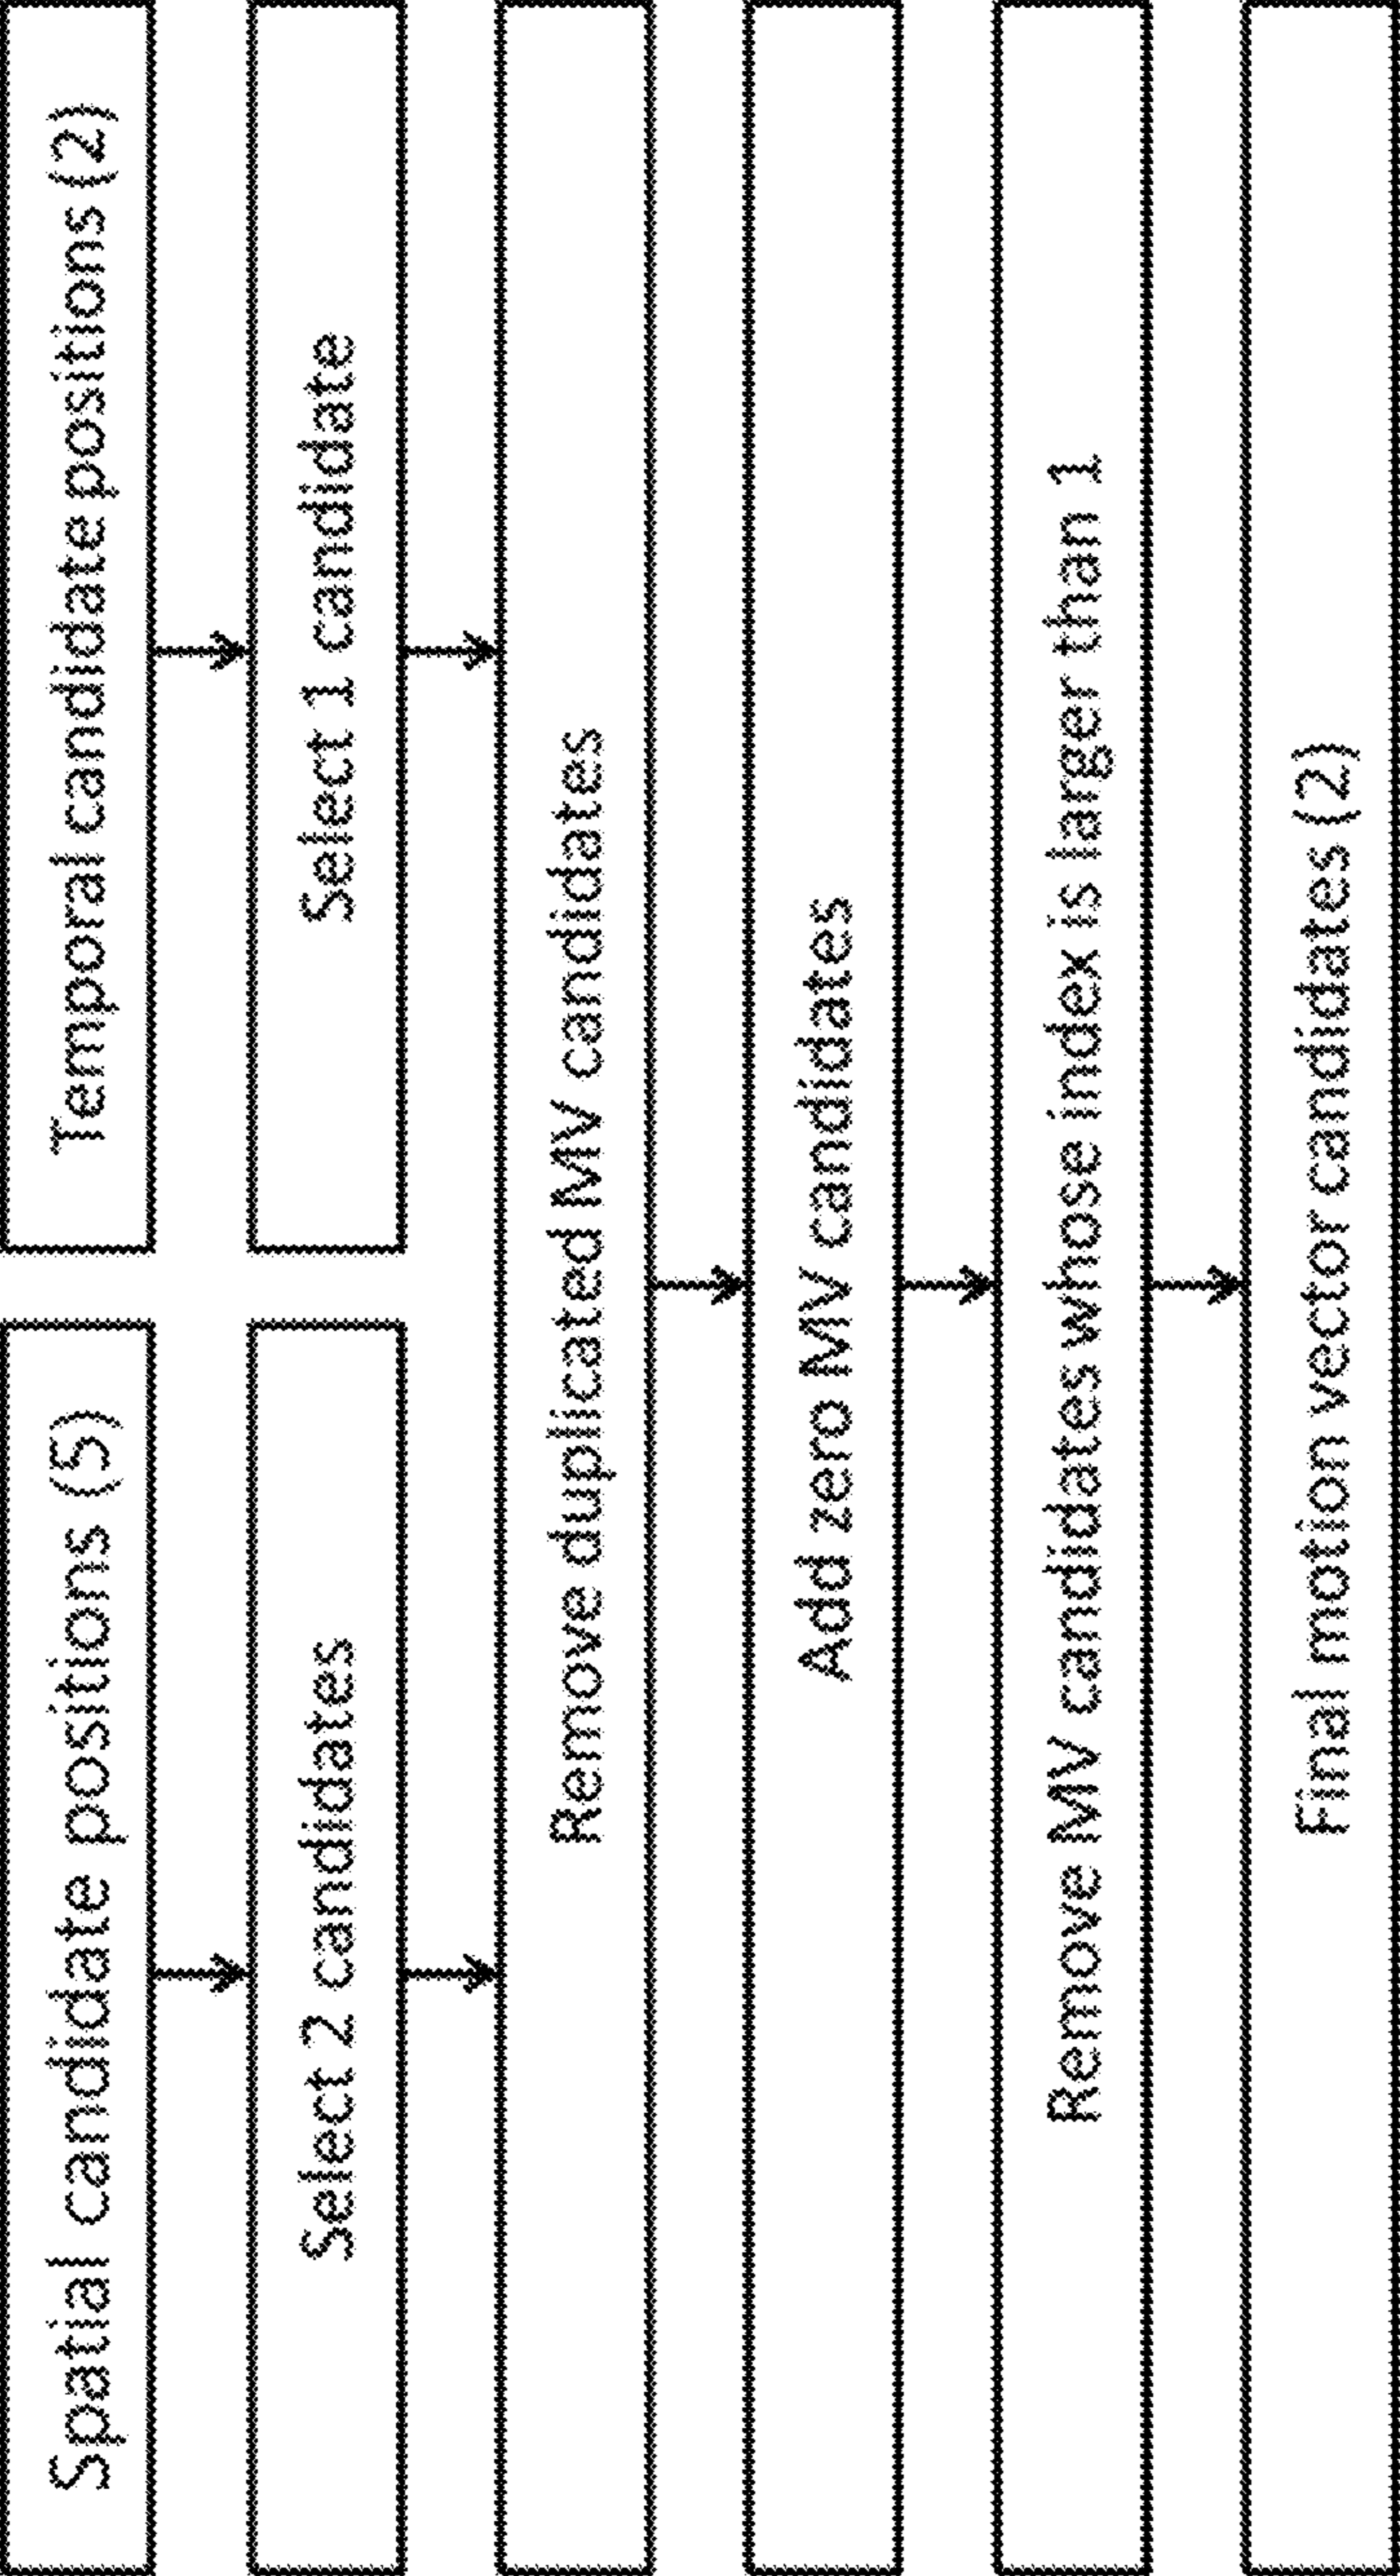 Spatial candidate positions (5)
Temporal candidate positions (2)
Select 2 candidates
Select 1 candidate
Remove duplicated MV candidates
Add zero MV candidates
Remove MV candidates whose index is larger than 1
Final motion vector candidates (2)